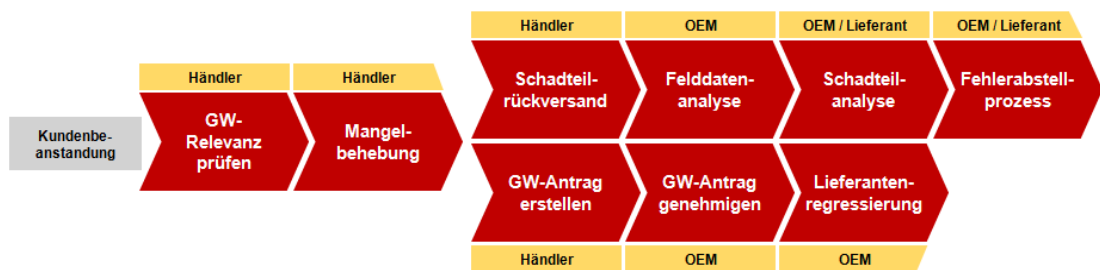 Kundenbe-
anstandung
Händler
GW-
Relevanz
prüfen
Händler
Mangel-
behebung
Händler
Schadteil-
rückversand
OEM
Felddaten-
analyse
OEM / Lieferant
Schadteil-
analyse
OEM / Lieferant
Fehlerabstell-
prozess
GW-Antrag
erstellen
Händler
GW-Antrag
genehmigen
OEM
Lieferanten-
regressierung
OEM